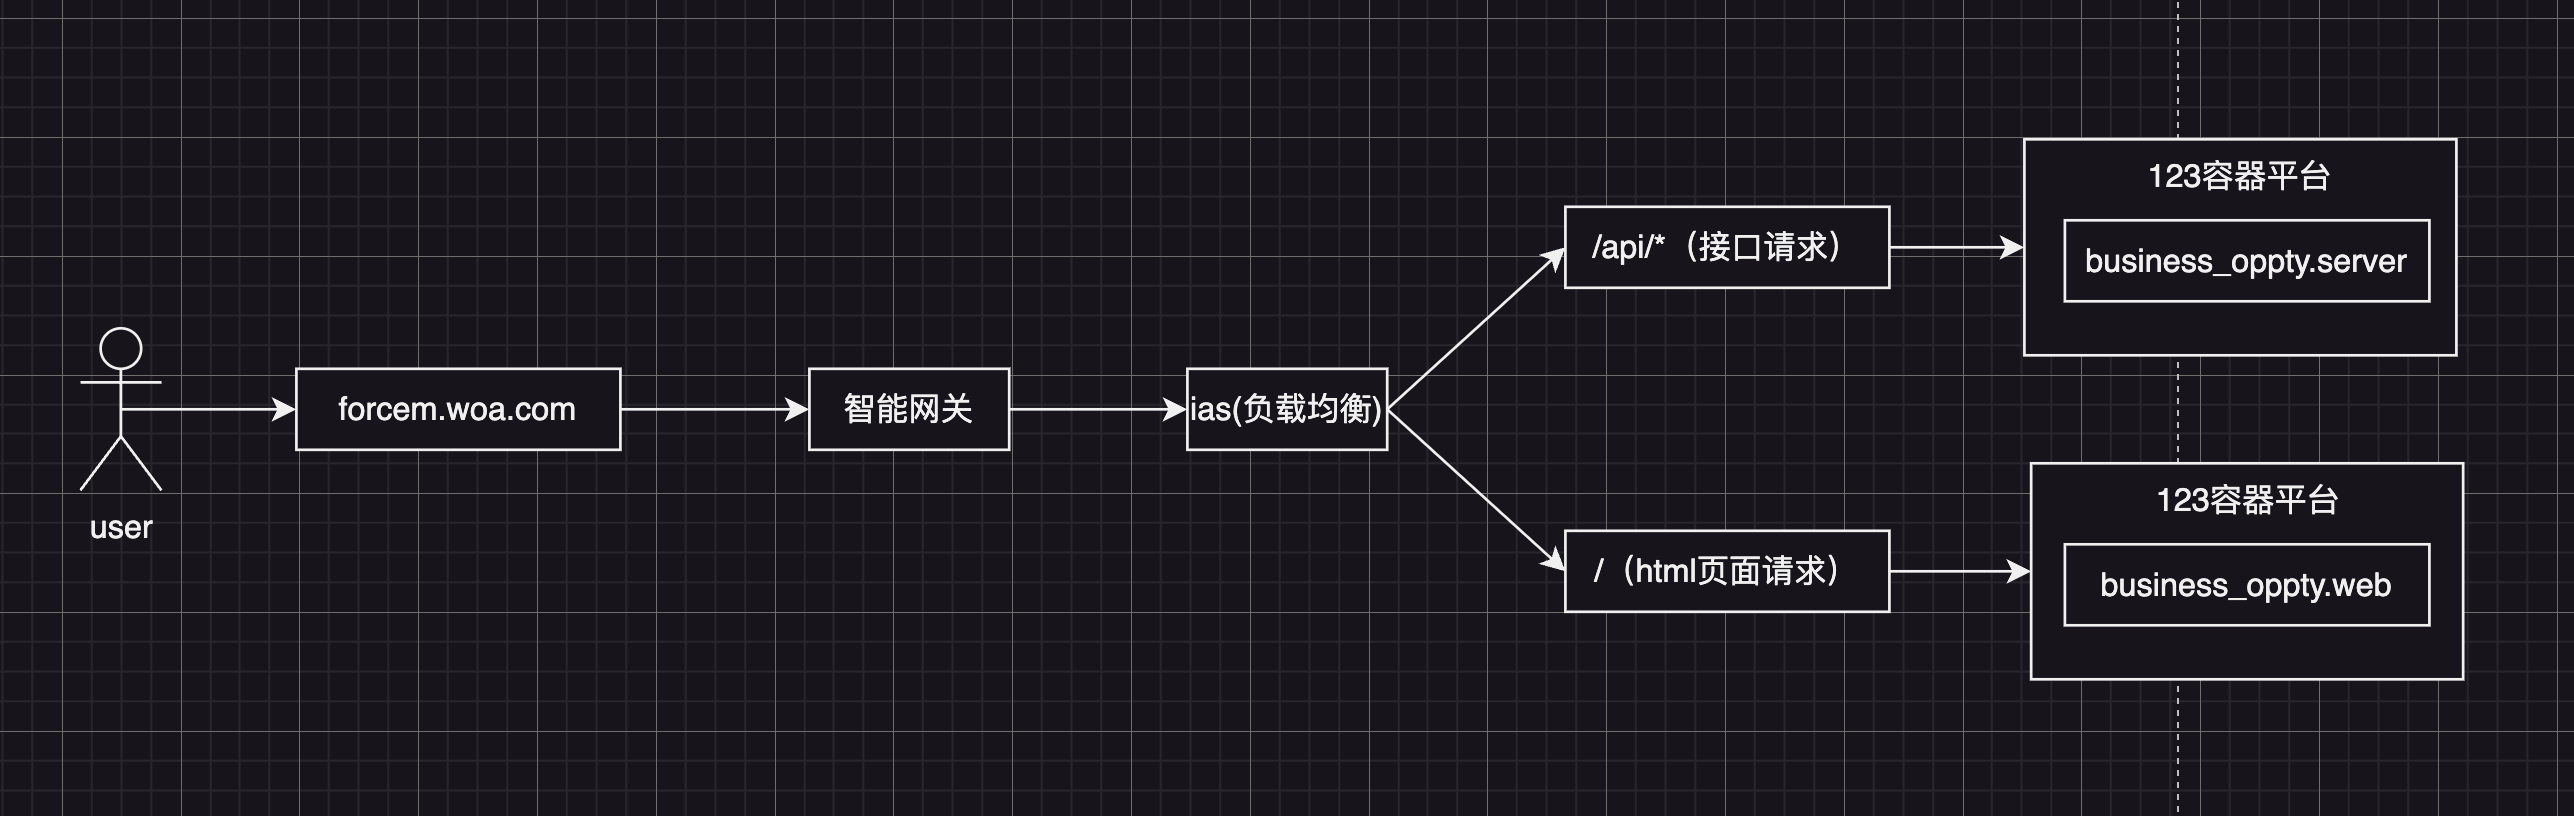 user
forcem.woa.com
智能网关
ias(负载均衡)
/api/*（接口请求）
123容器平台
business_oppty.server
/（html页面请求）
123容器平台
business_oppty.web